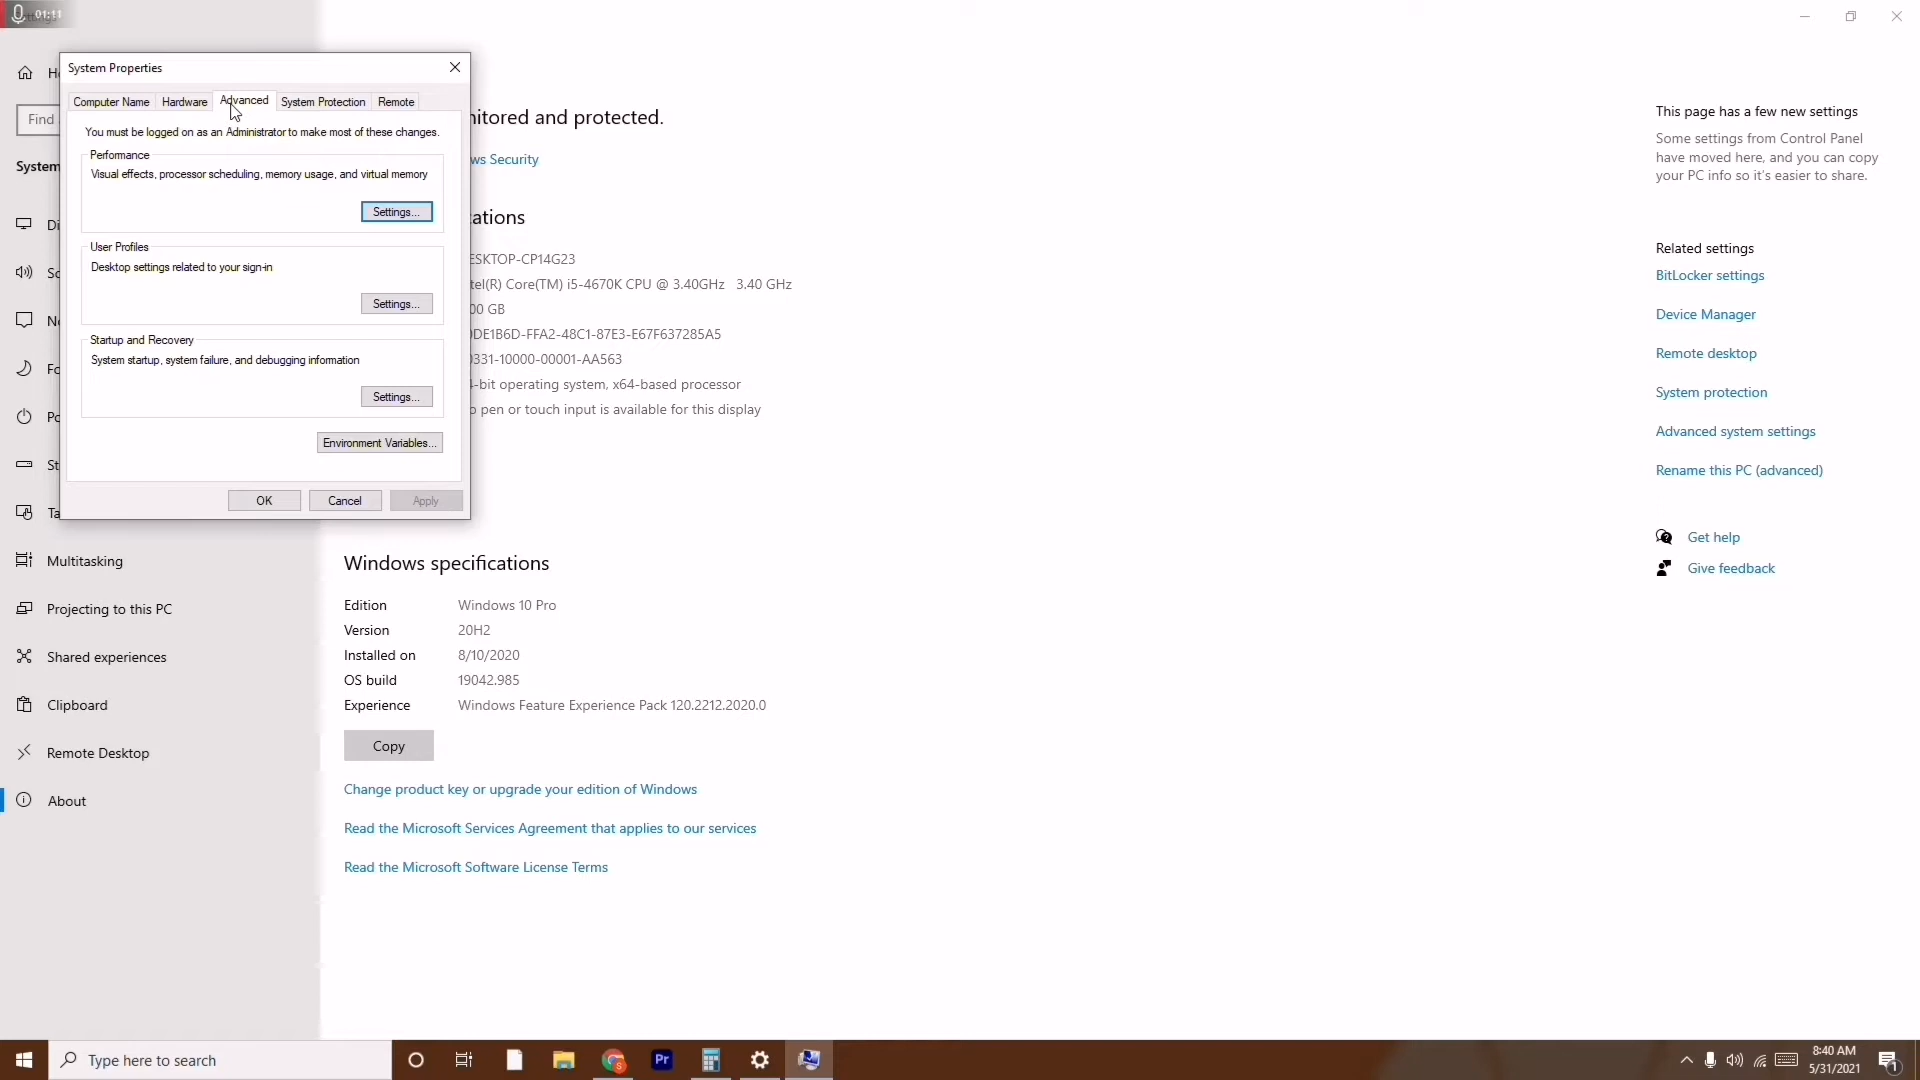 01:11
System Properties
Computer Name
Hardware
Advanced
System Protection
Remote
You must be logged on as an Administrator to make most of these changes.
Performance
Visual effects, processor scheduling, memory usage, and virtual memory
Settings...
User Profiles
Desktop settings related to your sign-in
Settings...
Startup and Recovery
System startup, system failure, and debugging information
Settings...
Environment Variables...
OK
Cancel
Apply
Find
System
Multitasking
Projecting to this PC
Shared experiences
Clipboard
Remote Desktop
About
itored and protected.
ws Security
cations
ESKTOP-CP14G23
tel(R) Core(TM) i5-4670K CPU @ 3.40GHz 3.40 GHz
00 GB
DE1B6D-FFA2-48C1-87E3-E67F637285A5
0331-10000-00001-AA563
4-bit operating system, x64-based processor
o pen or touch input is available for this display
Windows specifications
Edition Windows 10 Pro
Version 20H2
Installed on 8/10/2020
OS build 19042.985
Experience Windows Feature Experience Pack 120.2212.2020.0
Copy
Change product key or upgrade your edition of Windows
Read the Microsoft Services Agreement that applies to our services
Read the Microsoft Software License Terms
This page has a few new settings
Some settings from Control Panel
have moved here, and you can copy
your PC info so it's easier to share.
Related settings
BitLocker settings
Device Manager
Remote desktop
System protection
Advanced system settings
Rename this PC (advanced)
Get help
Give feedback
Type here to search
Pr
8:40 AM
5/31/2021
1